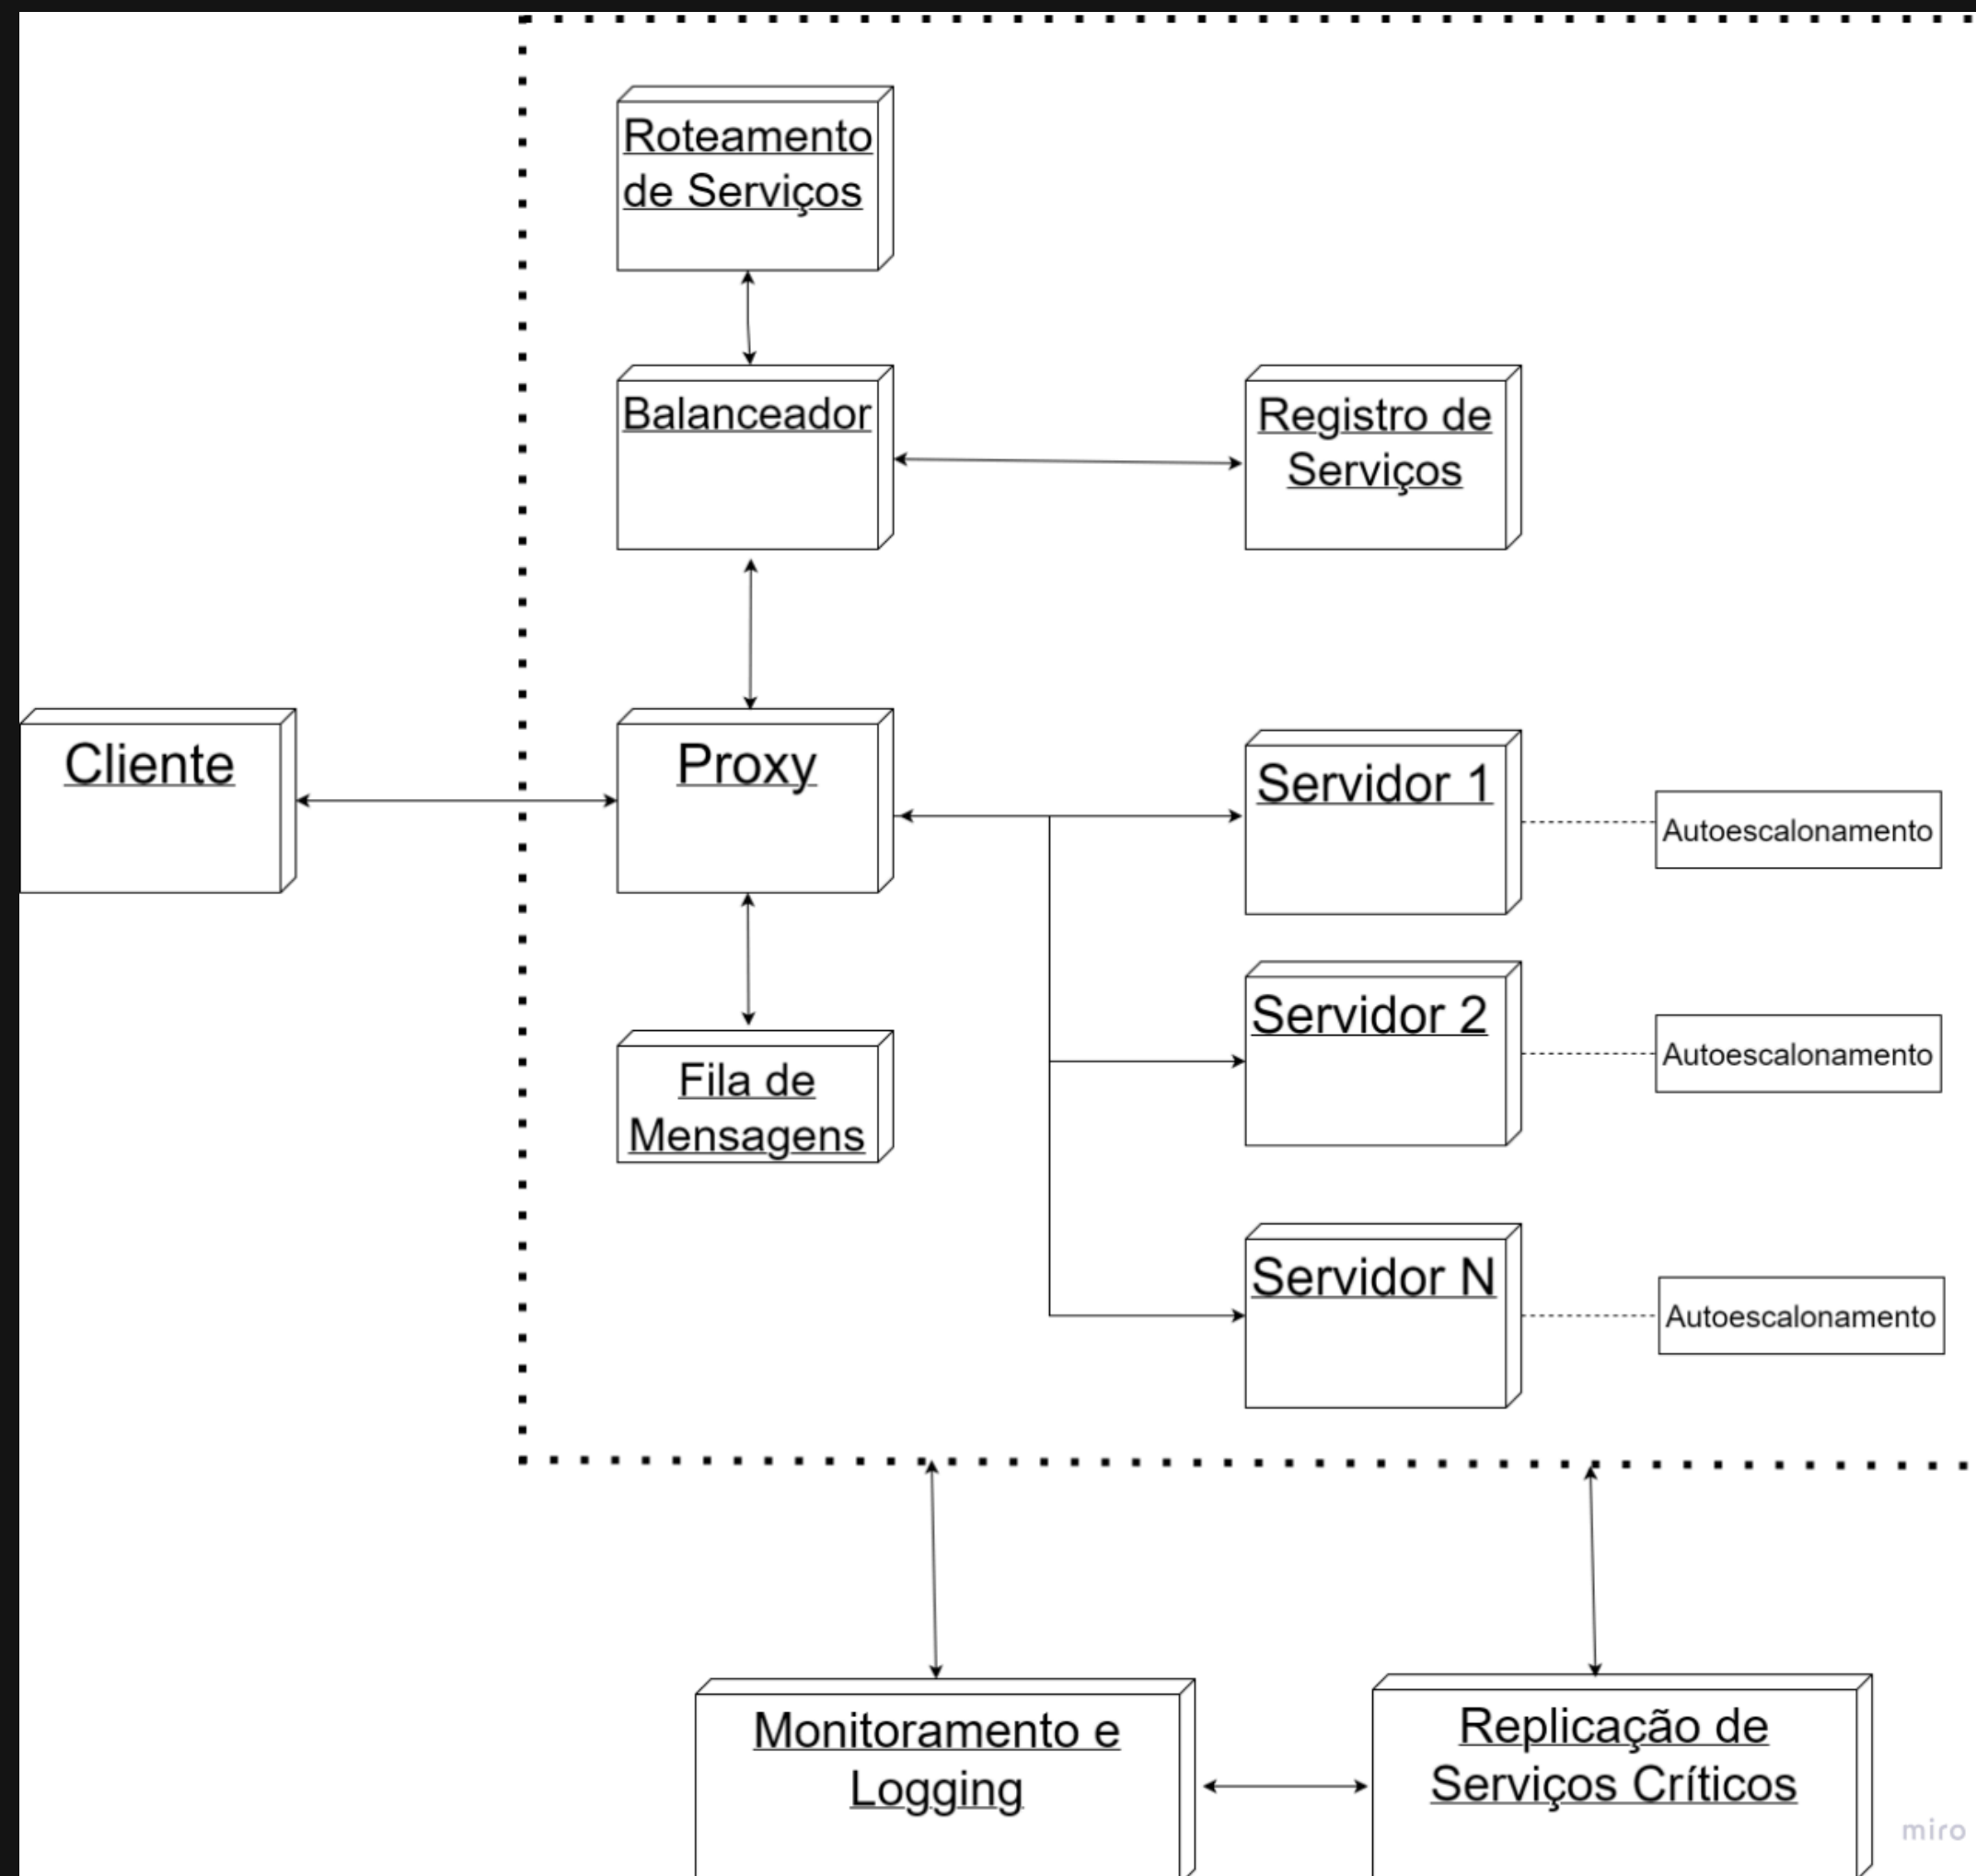 Roteamento
de Serviços
Balanceador
Registro de
Serviços
Cliente
Proxy
Servidor 1
Autoescalonamento
Servidor 2
Autoescalonamento
Fila de
Mensagens
Servidor N
Autoescalonamento
Monitoramento e
Logging
Replicação de
Serviços Críticos
miro